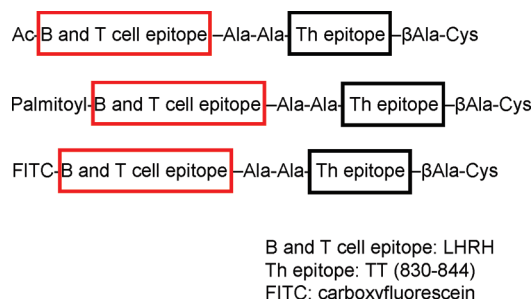 Ac-B and T cell epitope–Ala-Ala-Th epitope–βAla-Cys
Palmitoyl-B and T cell epitope–Ala-Ala-Th epitope–βAla-Cys
FITC-B and T cell epitope–Ala-Ala-Th epitope–βAla-Cys
B and T cell epitope: LHRH
Th epitope: TT (830-844)
FITC: carboxyfluorescein